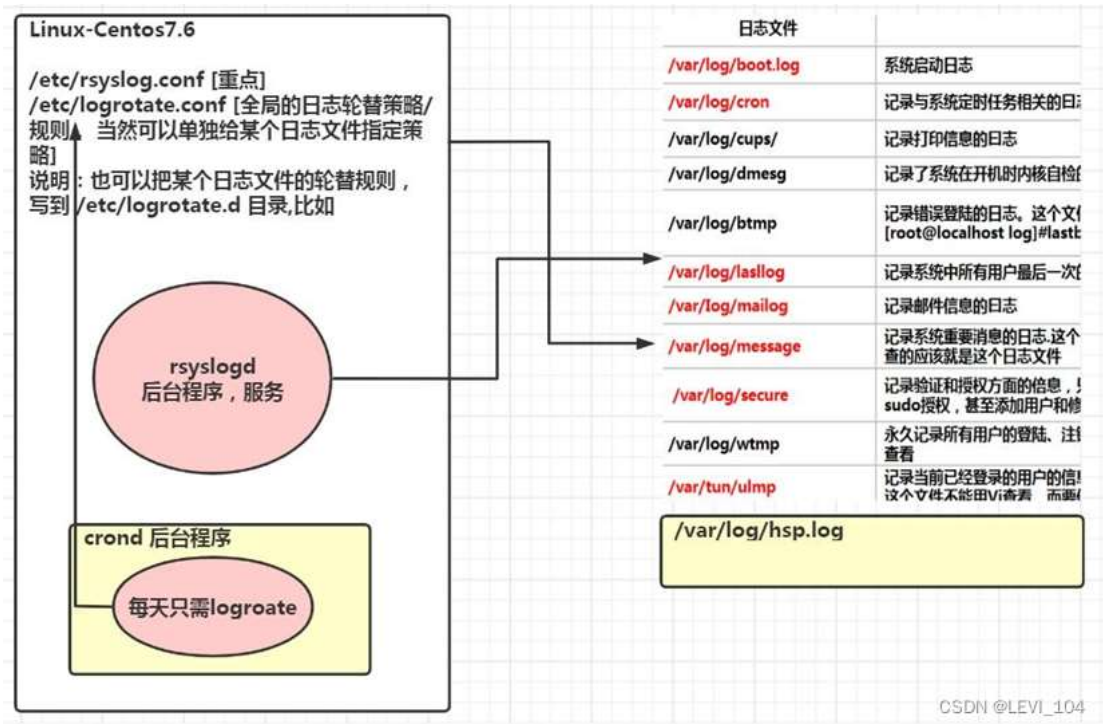 Linux-Centos7.6
/etc/rsyslog.conf [重点]
/etc/logrotate.conf [全局的日志轮替策略/
规则， 当然可以单独给某个日志文件指定策
略]
说明：也可以把某个日志文件的轮替规则，
写到 /etc/logrotate.d 目录,比如
rsyslogd
后台程序，服务
crond 后台程序
每天只需logroate
日志文件
/var/log/boot.log 系统启动日志
/var/log/cron 记录与系统定时任务相关的日
/var/log/cups/ 记录打印信息的日志
/var/log/dmesg 记录了系统在开机时内核自检的
/var/log/btmp
记录错误登陆的日志。这个文件
[root@localhost log]#lastb
/var/log/lasllog 记录系统中所有用户最后一次的
/var/log/mailog 记录邮件信息的日志
/var/log/message
记录系统重要消息的日志.这个
查的应该就是这个日志文件
/var/log/secure
记录验证和授权方面的倍息，只
sudo授权，甚至添加用户和修
/var/log/wtmp
永久记录所有用户的登陆、注销
查看
/var/tun/ulmp
记录当前已经登录的用户的信息
这个文件不能用Vi查看
/var/log/hsp.log
CSDN @LEVI_104